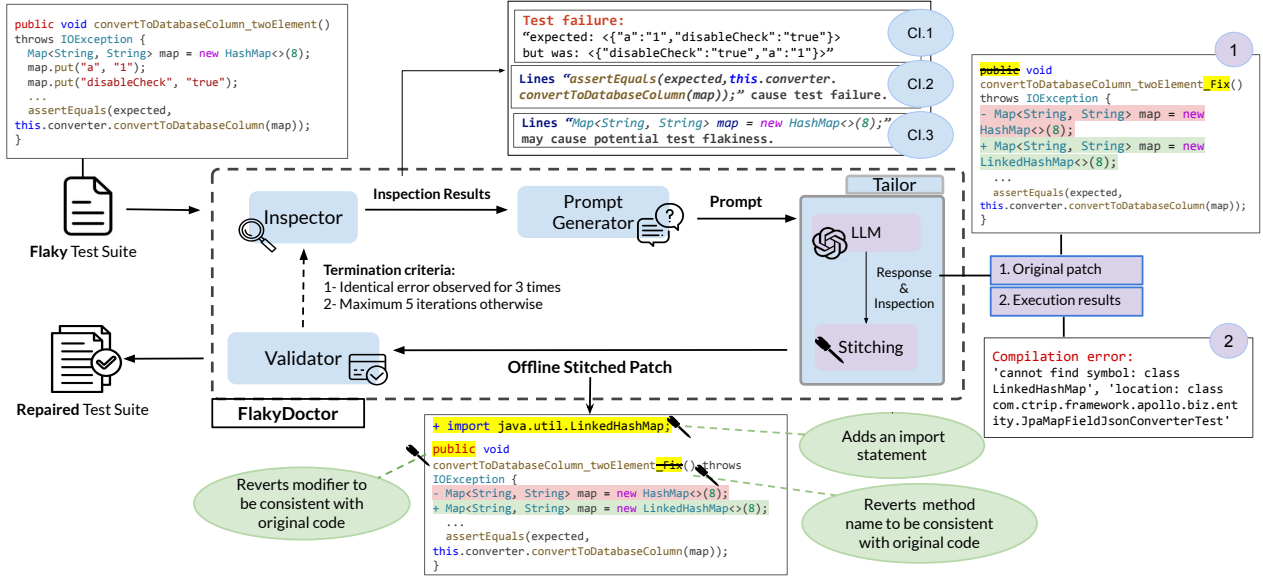 public void convertToDatabaseColumn_twoElement()
throws IOException {
Map<String, String> map = new HashMap<>(8);
map.put("a", "1");
map.put("disableCheck", "true");
...
assertEquals(expected,
this.converter.convertToDatabaseColumn(map));
}
Test failure:
“expected: <{"a":"1","disableCheck":"true"}>
but was: <{"disableCheck":"true","a":"1"}>”
CI.1
Lines “assertEquals(expected,this.converter.
convertToDatabaseColumn(map));” cause test failure.
CI.2
Lines “Map<String, String> map = new HashMap<>(8);”
may cause potential test flakiness.
CI.3
1
public void
convertToDatabaseColumn_twoElement_Fix()
throws IOException {
- Map<String, String> map = new
HashMap<>(8);
+ Map<String, String> map = new
LinkedHashMap<>(8);
...
assertEquals(expected,
this.converter.convertToDatabaseColumn(map));
}
Flaky Test Suite
Inspector
Inspection Results
Prompt
Generator
Prompt
Tailor
LLM
Response
&
Inspection
Stitching
1. Original patch
2. Execution results
Termination criteria:
1- Identical error observed for 3 times
2- Maximum 5 iterations otherwise
Validator
Offline Stitched Patch
Repaired Test Suite
FlakyDoctor
2
Compilation error:
'cannot find symbol: class
LinkedHashMap', 'location: class
com.ctrip.framework.apollo.biz.ent
ity.JpaMapFieldJsonConverterTest'
+ import java.util.LinkedHashMap;
public void
convertToDatabaseColumn_twoElement_Fix() throws
IOException {
- Map<String, String> map = new HashMap<>(8);
+ Map<String, String> map = new LinkedHashMap<>(8);
...
assertEquals(expected,
this.converter.convertToDatabaseColumn(map));
}
Reverts modifier to
be consistent with
original code
Adds an import
statement
Reverts method
name to be consistent
with original code